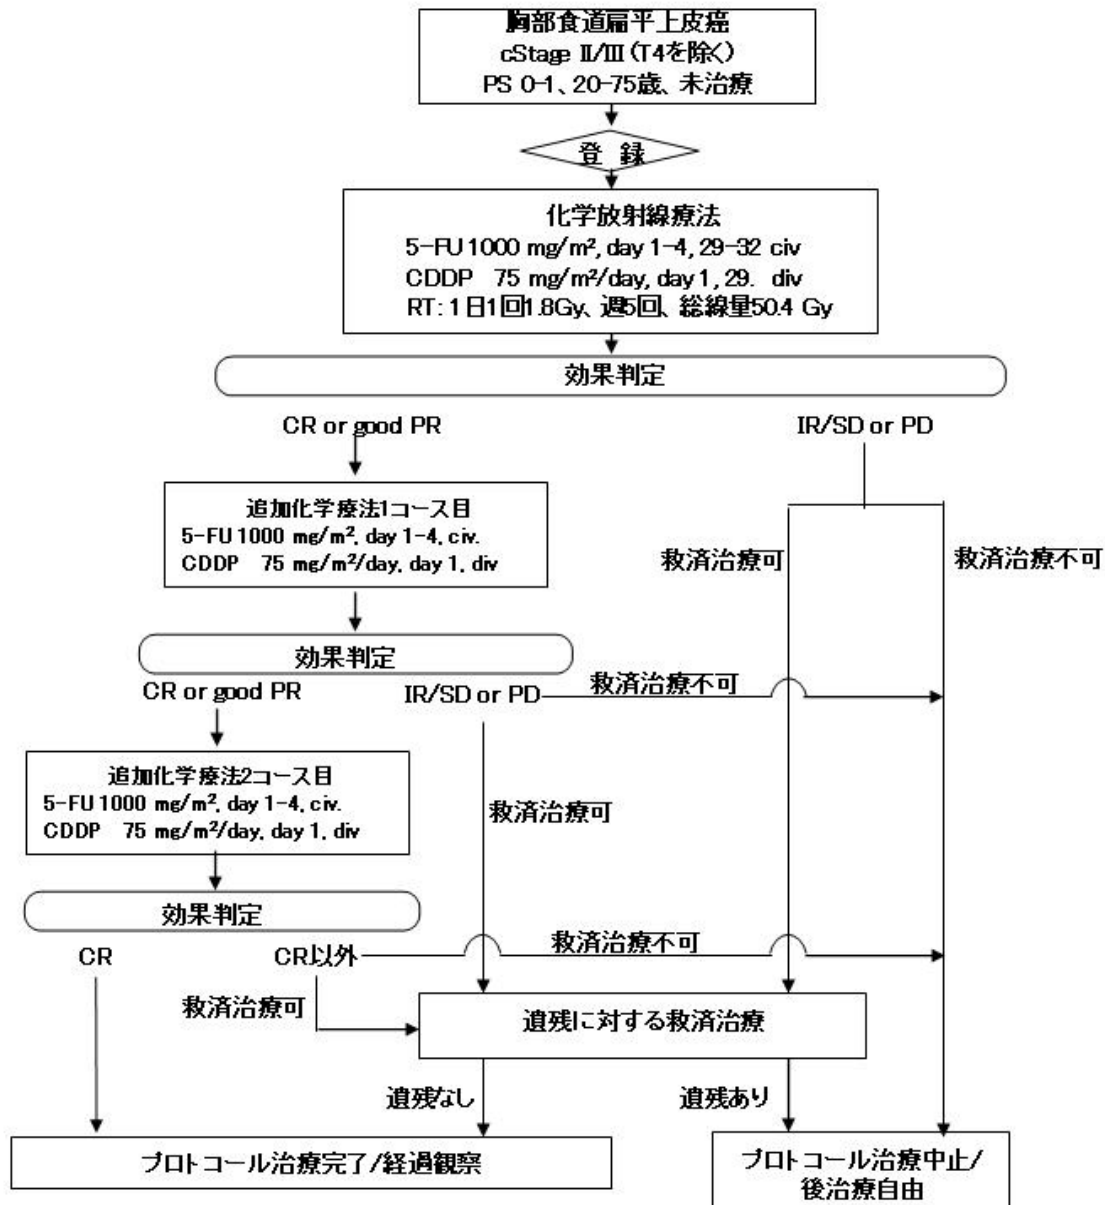 胸部食道扁平上皮癌
cStage II/III (T4を除く)
PS 0-1、20-75歳、未治療
登 録
化学放射線療法
5-FU 1000 mg/m², day 1-4, 29-32 civ
CDDP 75 mg/m²/day, day 1, 29. div
RT: 1日1回1.8Gy、週5回、総線量50.4 Gy
効果判定
CR or good PR
IR/SD or PD
追加化学療法1コース目
5-FU 1000 mg/m², day 1-4, civ.
CDDP 75 mg/m²/day, day 1, div
救済治療可
救済治療不可
効果判定
CR or good PR
IR/SD or PD
救済治療不可
追加化学療法2コース目
5-FU 1000 mg/m², day 1-4, civ.
CDDP 75 mg/m²/day, day 1, div
救済治療可
効果判定
CR
CR以外
救済治療不可
救済治療可
遺残に対する救済治療
遺残なし
遺残あり
プロトコール治療完了/経過観察
プロトコール治療中止/
後治療自由